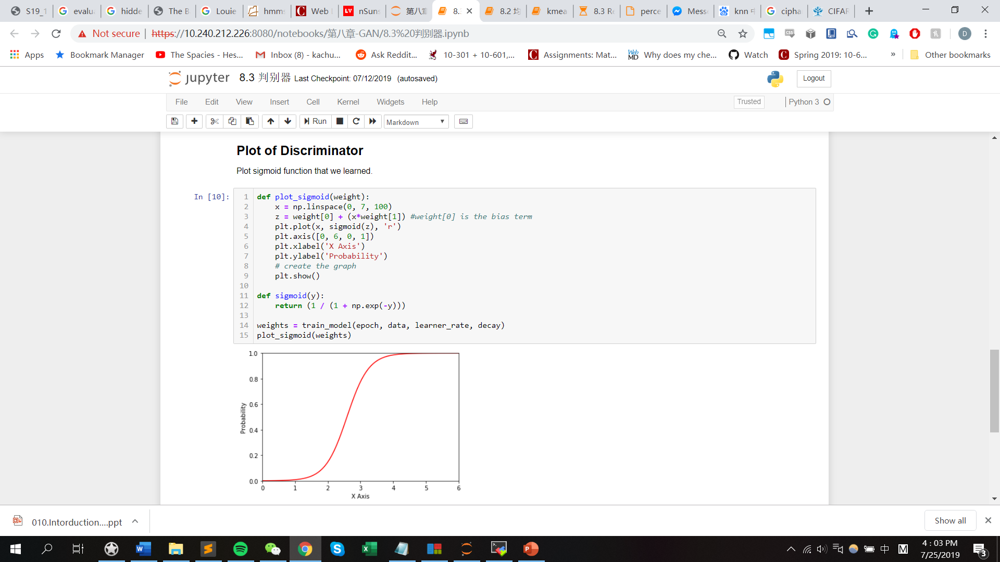 S19_1
evalu
hidde
The B
Louie
hmms
Web
nSuns
第八章
8.
8.2 均
kmea
8.3 Re
perce
Mess
knn
cipha
CIFAR
Not secure | https://10.240.212.226:8080/notebooks/第八章-GAN/8.3%20判别器.ipynb
D
Apps
Bookmark Manager
The Spacies - Hes...
Inbox (8) - kachu...
Ask Reddit...
10-301 + 10-601,...
Assignments: Mat...
Why does my che...
Watch
Spring 2019: 10-6...
»
Other bookmarks
jupyter 8.3 判别器 Last Checkpoint: 07/12/2019 (autosaved)
Logout
File Edit View Insert Cell Kernel Widgets Help
Trusted
Python 3
Run
Markdown
Plot of Discriminator
Plot sigmoid function that we learned.
In [10]:
1 def plot_sigmoid(weight):
2 x = np.linspace(0, 7, 100)
3 z = weight[0] + (x*weight[1]) #weight[0] is the bias term
4 plt.plot(x, sigmoid(z), 'r')
5 plt.axis([0, 6, 0, 1])
6 plt.xlabel('X Axis')
7 plt.ylabel('Probability')
8 # create the graph
9 plt.show()
10
11 def sigmoid(y):
12 return (1 / (1 + np.exp(-y)))
13
14 weights = train_model(epoch, data, learner_rate, decay)
15 plot_sigmoid(weights)
1.0
0.8
0.6
0.4
0.2
0.0
Probability
0 1 2 3 4 5 6
X Axis
010.Intorduction....ppt
Show all
中
M
4 : 03 PM
7/25/2019
3